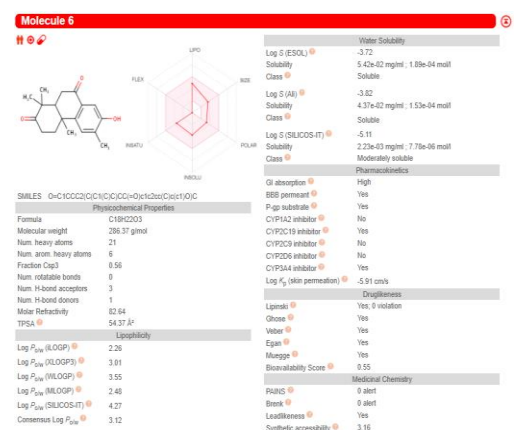 Molecule 6
H₃C
CH₃
O
O
OH
CH₃
CH₃
LIPO
FLEX
SIZE
INSATU
POLAR
INSOLU
SMILES O=C1CCC2(C(C1(C)C)CC(=O)c1c2cc(C)c(c1)O)C
Physicochemical Properties
Formula C18H22O3
Molecular weight 286.37 g/mol
Num. heavy atoms 21
Num. arom. heavy atoms 6
Fraction Csp3 0.56
Num. rotatable bonds 0
Num. H-bond acceptors 3
Num. H-bond donors 1
Molar Refractivity 82.64
TPSA 54.37 Å²
Lipophilicity
Log Po/w (iLOGP) 2.26
Log Po/w (XLOGP3) 3.01
Log Po/w (WLOGP) 3.55
Log Po/w (MLOGP) 2.48
Log Po/w (SILICOS-IT) 4.27
Consensus Log Po/w 3.12
Water Solubility
Log S (ESOL) -3.72
Solubility 5.42e-02 mg/ml ; 1.89e-04 mol/l
Class Soluble
Log S (Ali) -3.82
Solubility 4.37e-02 mg/ml ; 1.53e-04 mol/l
Class Soluble
Log S (SILICOS-IT) -5.11
Solubility 2.23e-03 mg/ml ; 7.78e-06 mol/l
Class Moderately soluble
Pharmacokinetics
GI absorption High
BBB permeant Yes
P-gp substrate Yes
CYP1A2 inhibitor No
CYP2C19 inhibitor Yes
CYP2C9 inhibitor No
CYP2D6 inhibitor No
CYP3A4 inhibitor Yes
Log Kp (skin permeation) -5.91 cm/s
Druglikeness
Lipinski Yes; 0 violation
Ghose Yes
Veber Yes
Egan Yes
Muegge Yes
Bioavailability Score 0.55
Medicinal Chemistry
PAINS 0 alert
Brenk 0 alert
Leadlikeness Yes
Synthetic accessibility 3.16